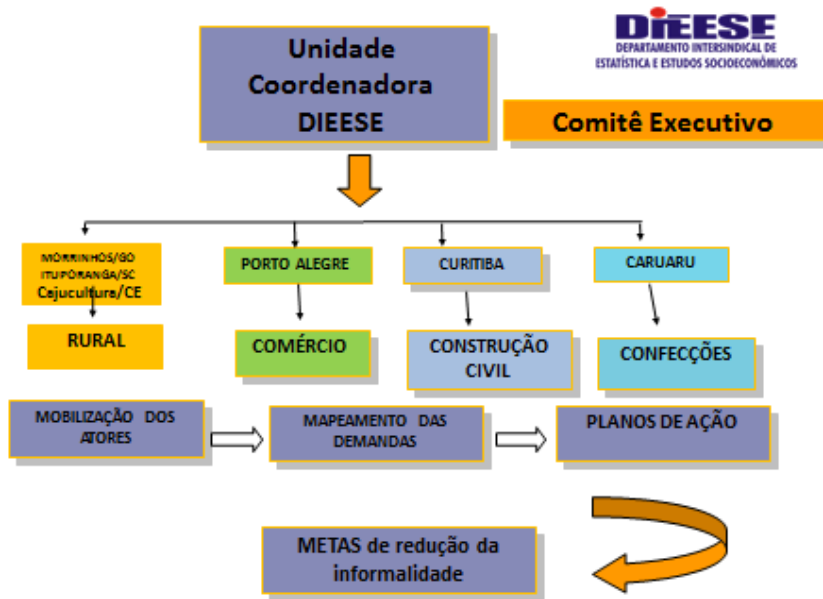 DIEESE
DEPARTAMENTO INTERSINDICAL DE
ESTATÍSTICA E ESTUDOS SOCIOECONÔMICOS
Unidade
Coordenadora
DIEESE
Comitê Executivo
MORRINHOS/GO
ITUPORANGA/SC
Cajucultura/CE
PORTO ALEGRE
CURITIBA
CARUARU
RURAL
COMÉRCIO
CONSTRUÇÃO
CIVIL
CONFECÇÕES
MOBILIZAÇÃO DOS
ATORES
MAPEAMENTO DAS
DEMANDAS
PLANOS DE AÇÃO
METAS de redução da
informalidade